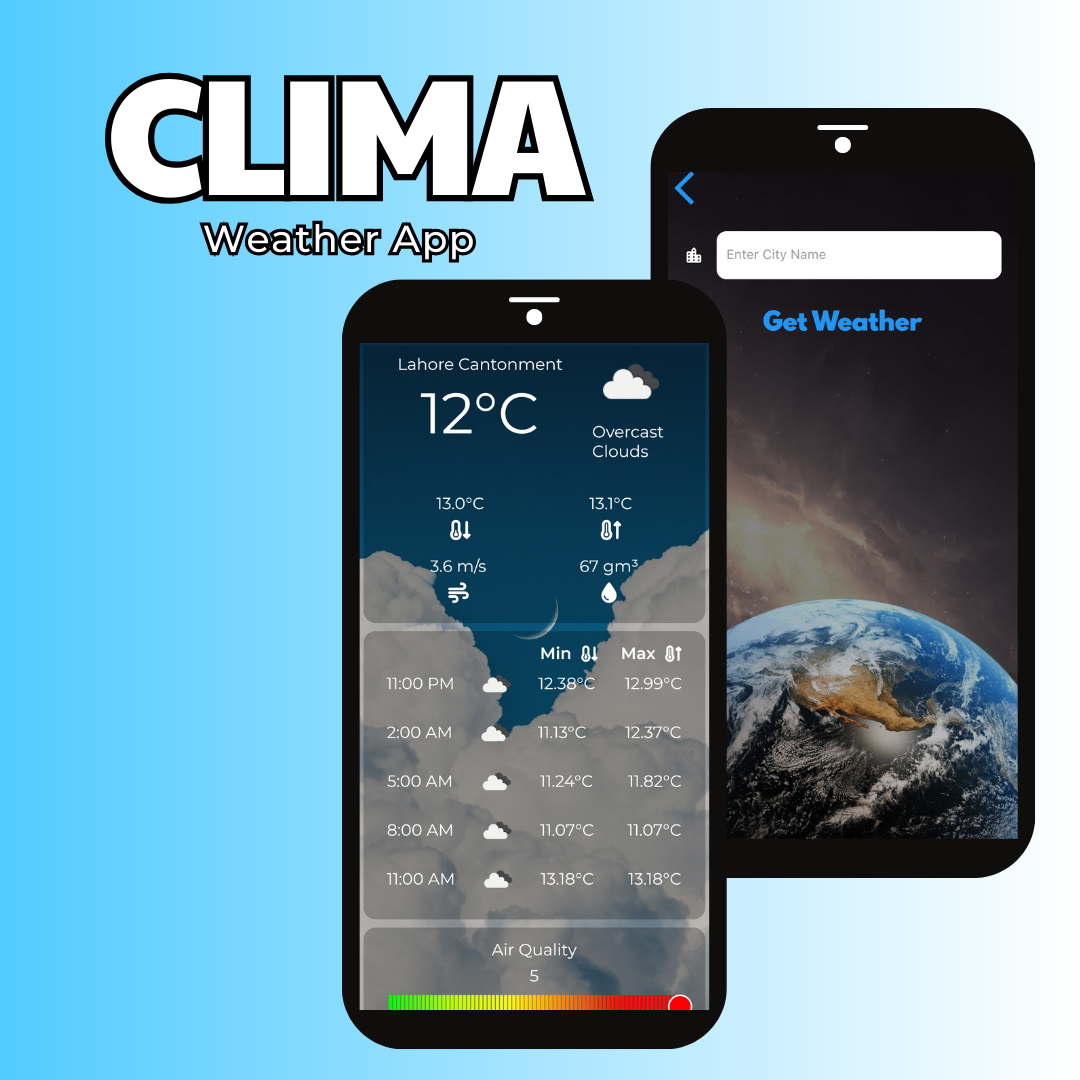 CLIMA
Weather App
Enter City Name
Get Weather
Lahore Cantonment
12°C
Overcast
Clouds
13.0°C 13.1°C
3.6 m/s 67 gm³
Min Max
11:00 PM 12.38°C 12.99°C
2:00 AM 11.13°C 12.37°C
5:00 AM 11.24°C 11.82°C
8:00 AM 11.07°C 11.07°C
11:00 AM 13.18°C 13.18°C
Air Quality
5